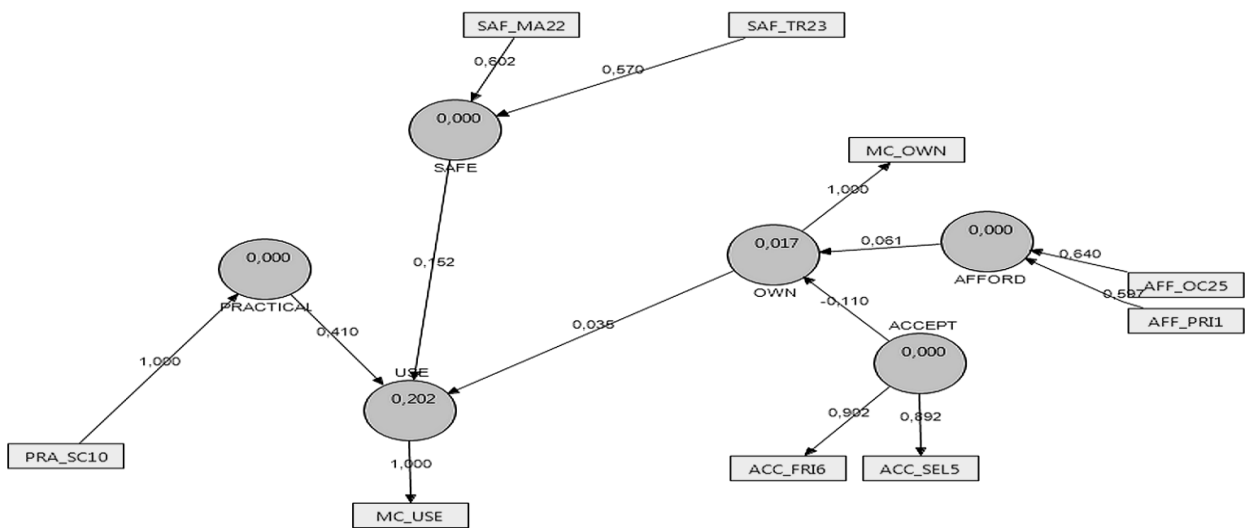 SAF_MA22
SAF_TR23
0,602
0,570
0,000
SAFE
MC_OWN
1,000
0,000
PRACTICAL
0,152
0,017
OWN
0,061
0,000
AFFORD
0,640
AFF_OC25
0,597
AFF_PRI1
-0,110
ACCEPT
0,000
0,035
0,410
USE
0,202
1,000
PRA_SC10
0,902
0,892
ACC_FRI6
ACC_SEL5
1,000
MC_USE